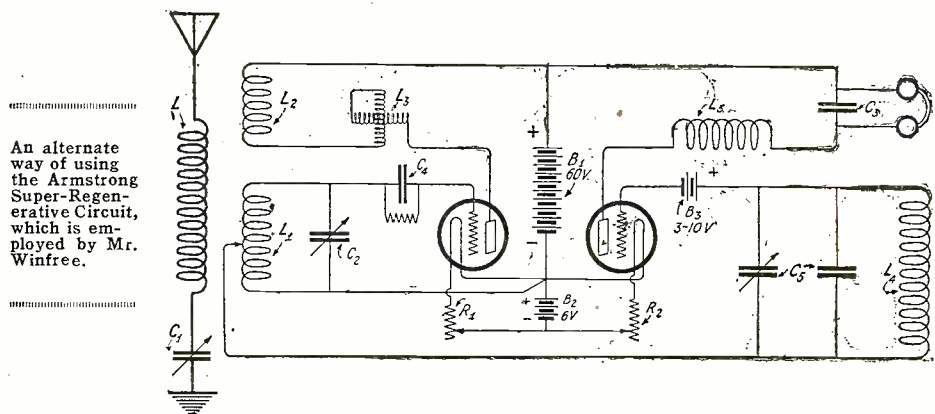 An alternate
way of using
the Armstrong
Super-Regen-
erative Circuit,
which is em-
ployed by Mr.
Winfree.
L
C1
L2
L3
C4
L1
C2
R1
+
B1
60V
-
+
B2
6V
-
L5
C3
+
B3
3-10V
R2
C5
L4